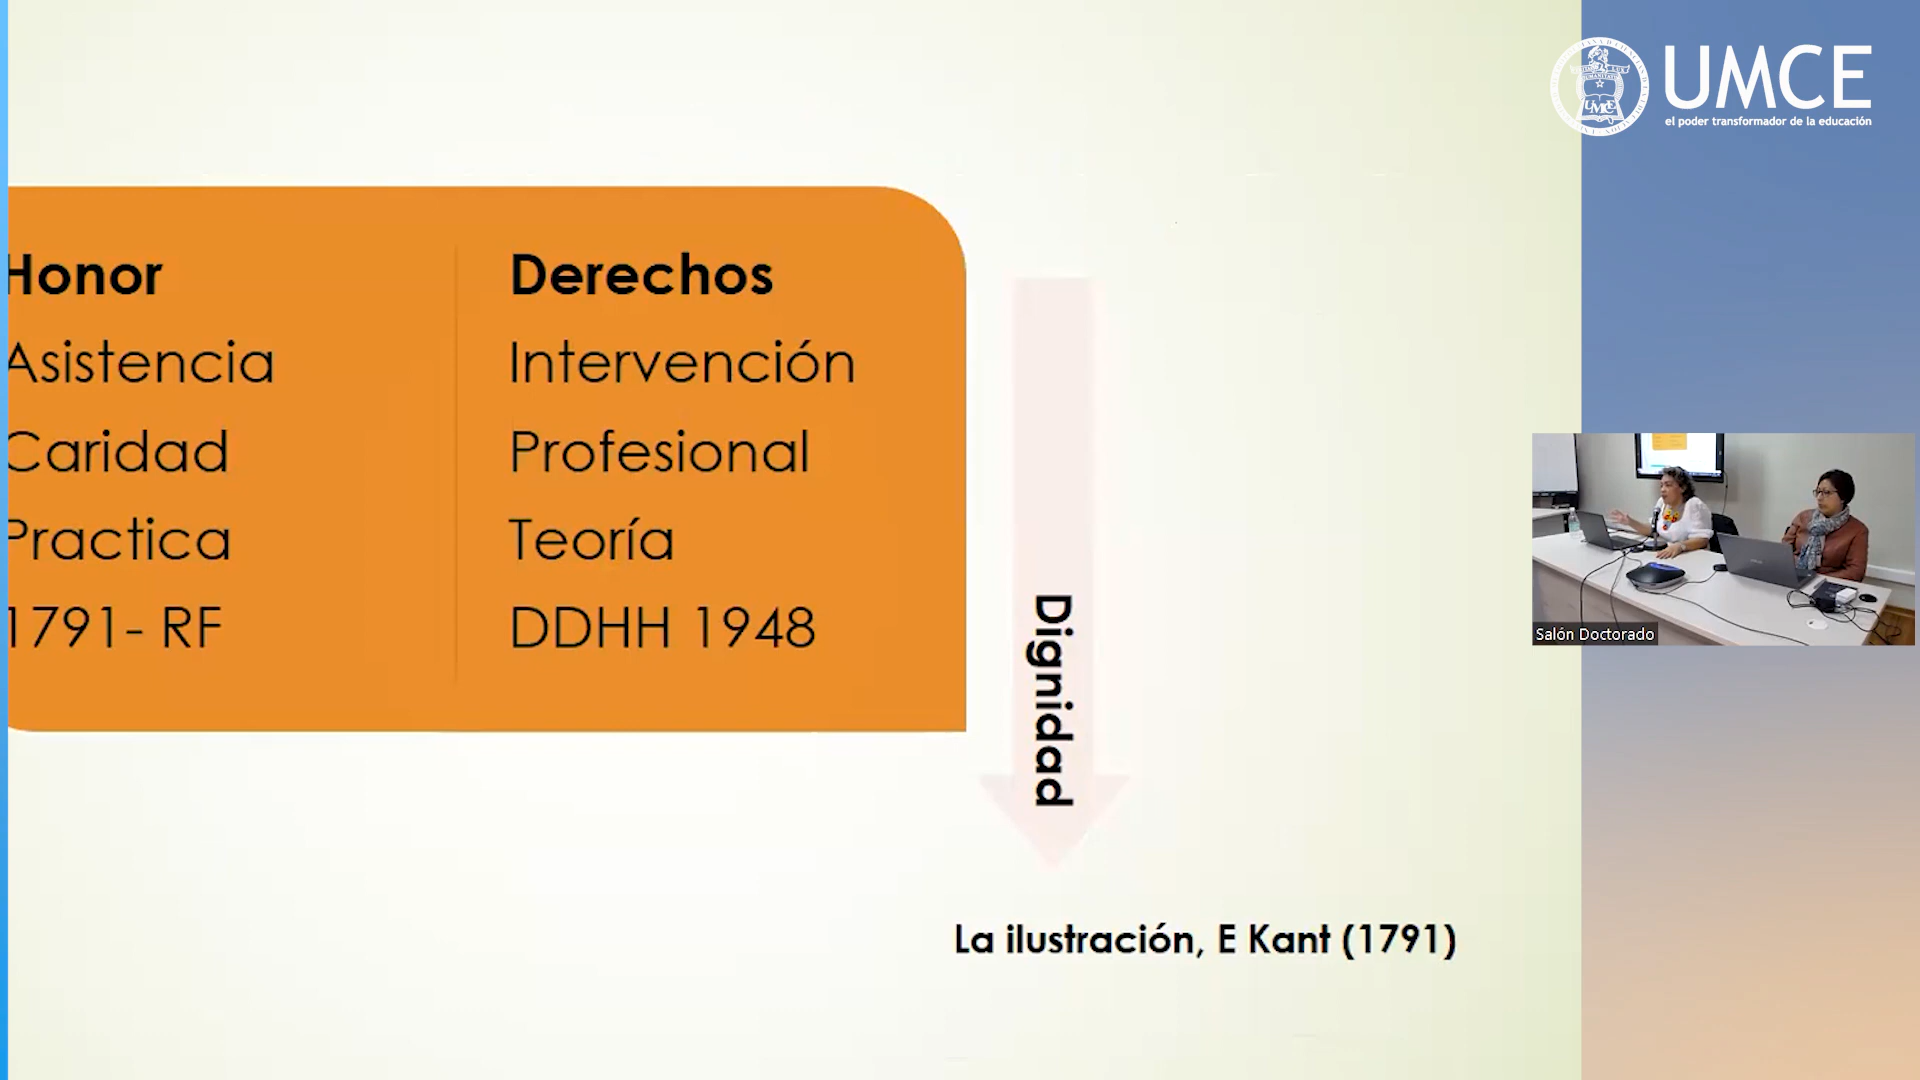 UMCE
el poder transformador de la educación
Honor
Asistencia
Caridad
Practica
1791- RF
Derechos
Intervención
Profesional
Teoría
DDHH 1948
Dignidad
La ilustración, E Kant (1791)
Salón Doctorado